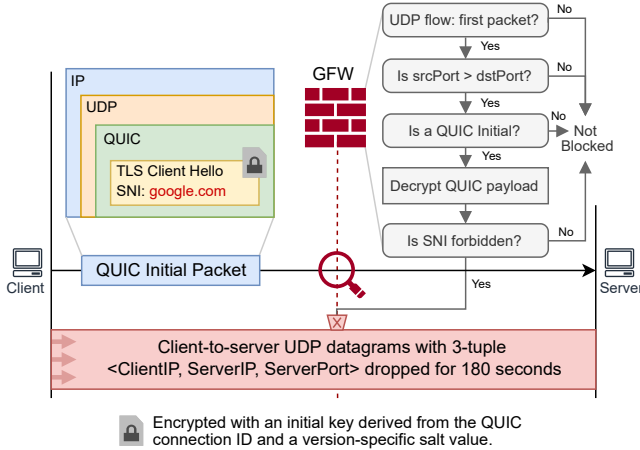 IP
UDP
QUIC
TLS Client Hello
SNI: google.com
QUIC Initial Packet
Client
Server
GFW
UDP flow: first packet?
No
Yes
Is srcPort > dstPort?
No
Yes
Is a QUIC Initial?
No
Not
Blocked
Yes
Decrypt QUIC payload
Is SNI forbidden?
No
Yes
X
Client-to-server UDP datagrams with 3-tuple
<ClientIP, ServerIP, ServerPort> dropped for 180 seconds
Encrypted with an initial key derived from the QUIC
connection ID and a version-specific salt value.